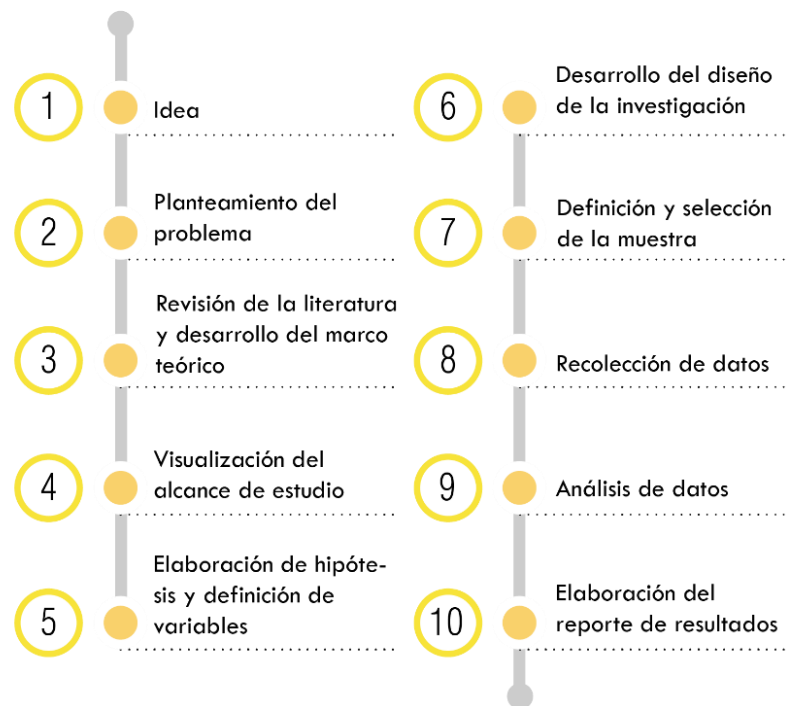 1
Idea
2
Planteamiento del
problema
3
Revisión de la literatura
y desarrollo del marco
teórico
4
Visualización del
alcance de estudio
5
Elaboración de hipóte-
sis y definición de
variables
6
Desarrollo del diseño
de la investigación
7
Definición y selección
de la muestra
8
Recolección de datos
9
Análisis de datos
10
Elaboración del
reporte de resultados